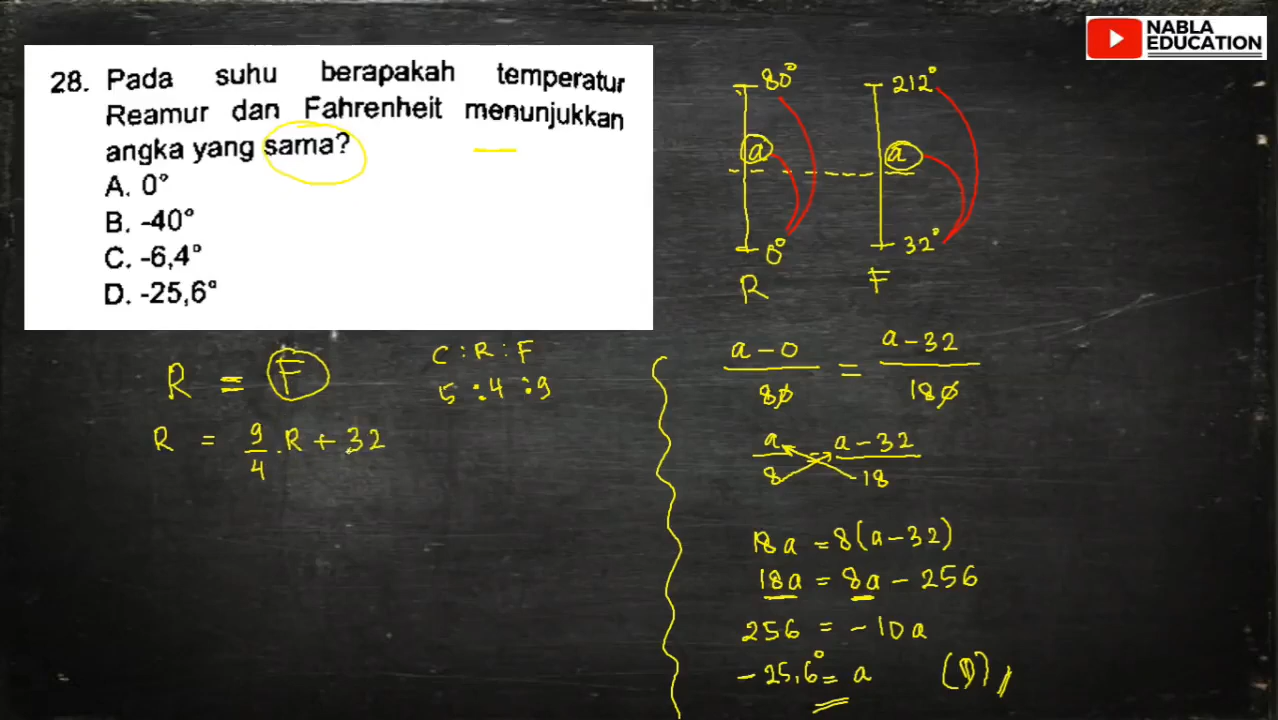 NABLA
EDUCATION
28. Pada suhu berapakah temperatur
Reamur dan Fahrenheit menunjukkan
angka yang sama?
A. 0°
B. -40°
C. -6,4°
D. -25,6°
80° 212°
a a
0° 32°
R F
R = F
C : R : F
5 : 4 : 9
R = 9/4 . R + 32
a - 0 / 80 = a - 32 / 180
a / 8 = a - 32 / 18
18a = 8(a - 32)
18a = 8a - 256
256 = - 10a
- 25,6° = a (D)